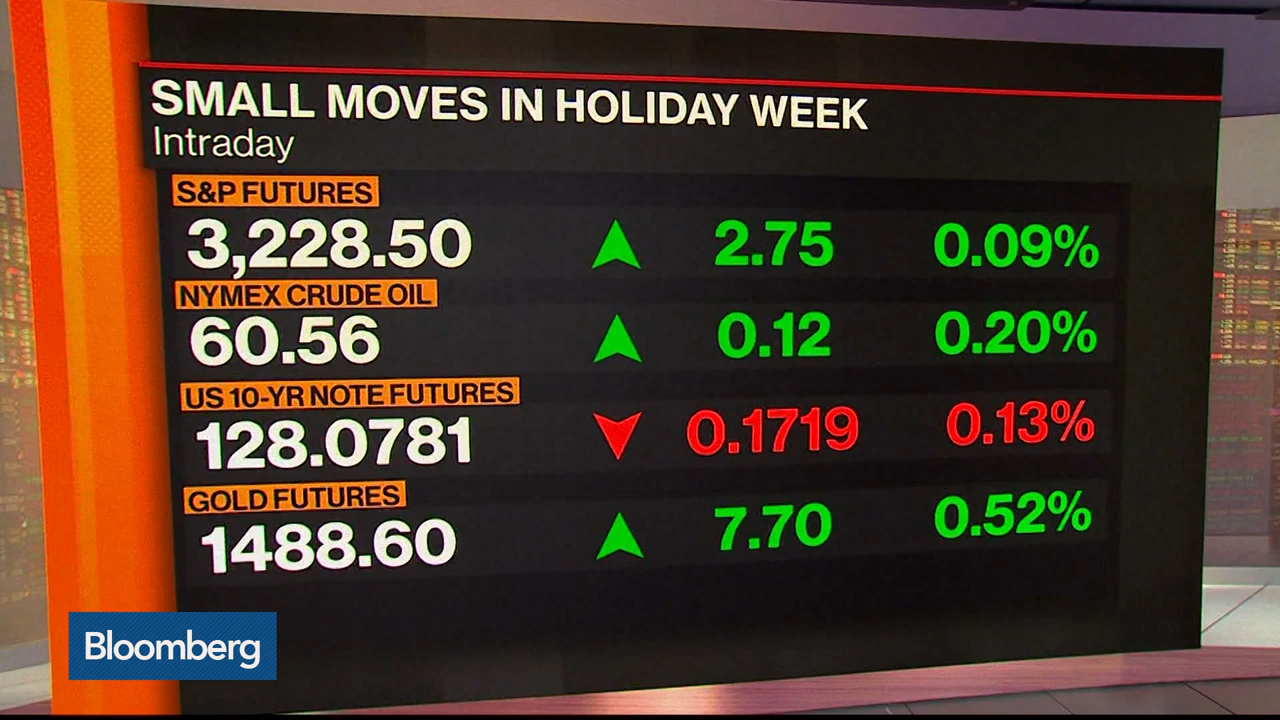 SMALL MOVES IN HOLIDAY WEEK
Intraday
S&P FUTURES
3,228.50 2.75 0.09%
NYMEX CRUDE OIL
60.56 0.12 0.20%
US 10-YR NOTE FUTURES
128.0781 0.1719 0.13%
GOLD FUTURES
1488.60 7.70 0.52%
Bloomberg